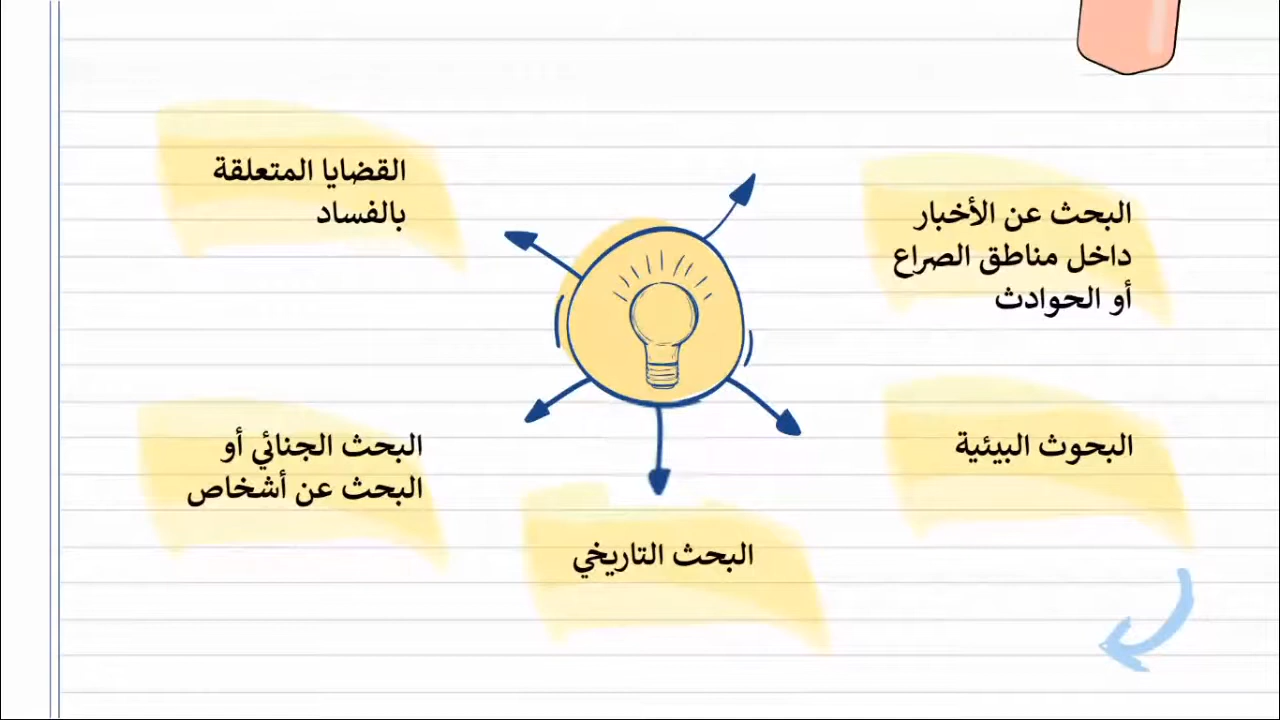 القضايا المتعلقة
بالفساد
البحث عن الأخبار
داخل مناطق الصراع
أو الحوادث
البحث الجنائي أو
البحث عن أشخاص
البحوث البيئية
البحث التاريخي